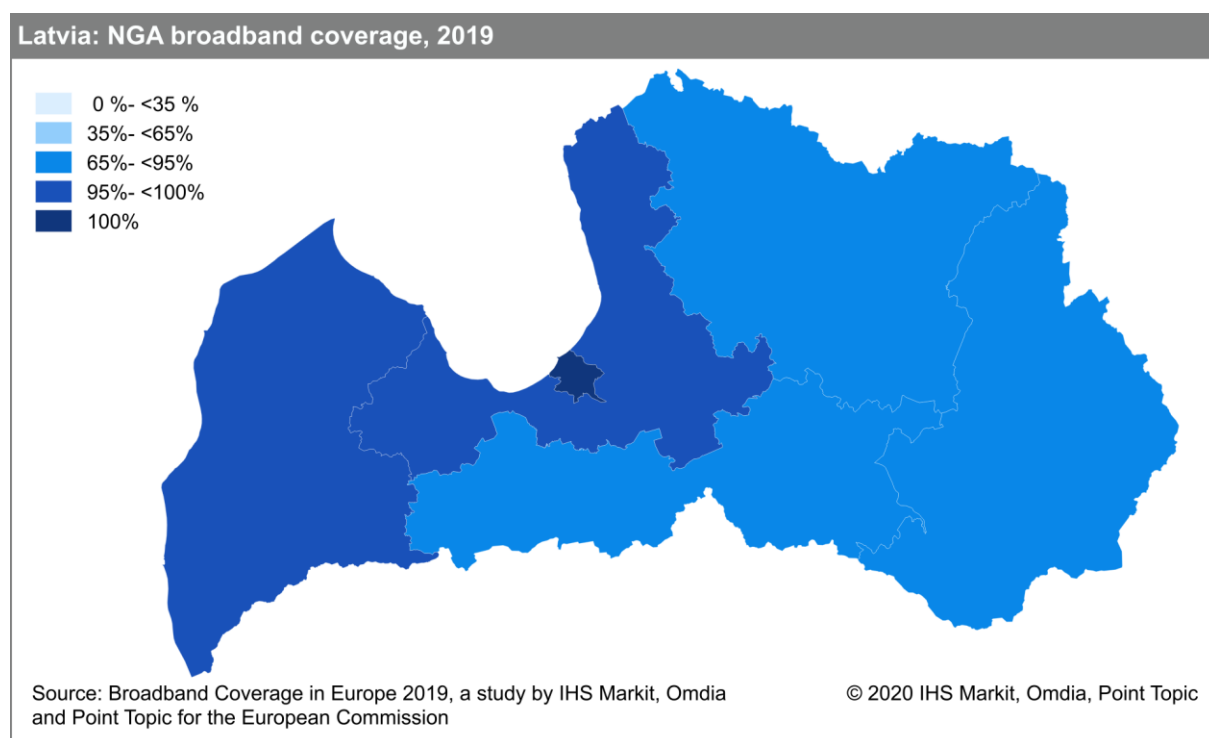 Latvia: NGA broadband coverage, 2019
0 %- <35 %
35%- <65%
65%- <95%
95%- <100%
100%
Source: Broadband Coverage in Europe 2019, a study by IHS Markit, Omdia
and Point Topic for the European Commission
© 2020 IHS Markit, Omdia, Point Topic